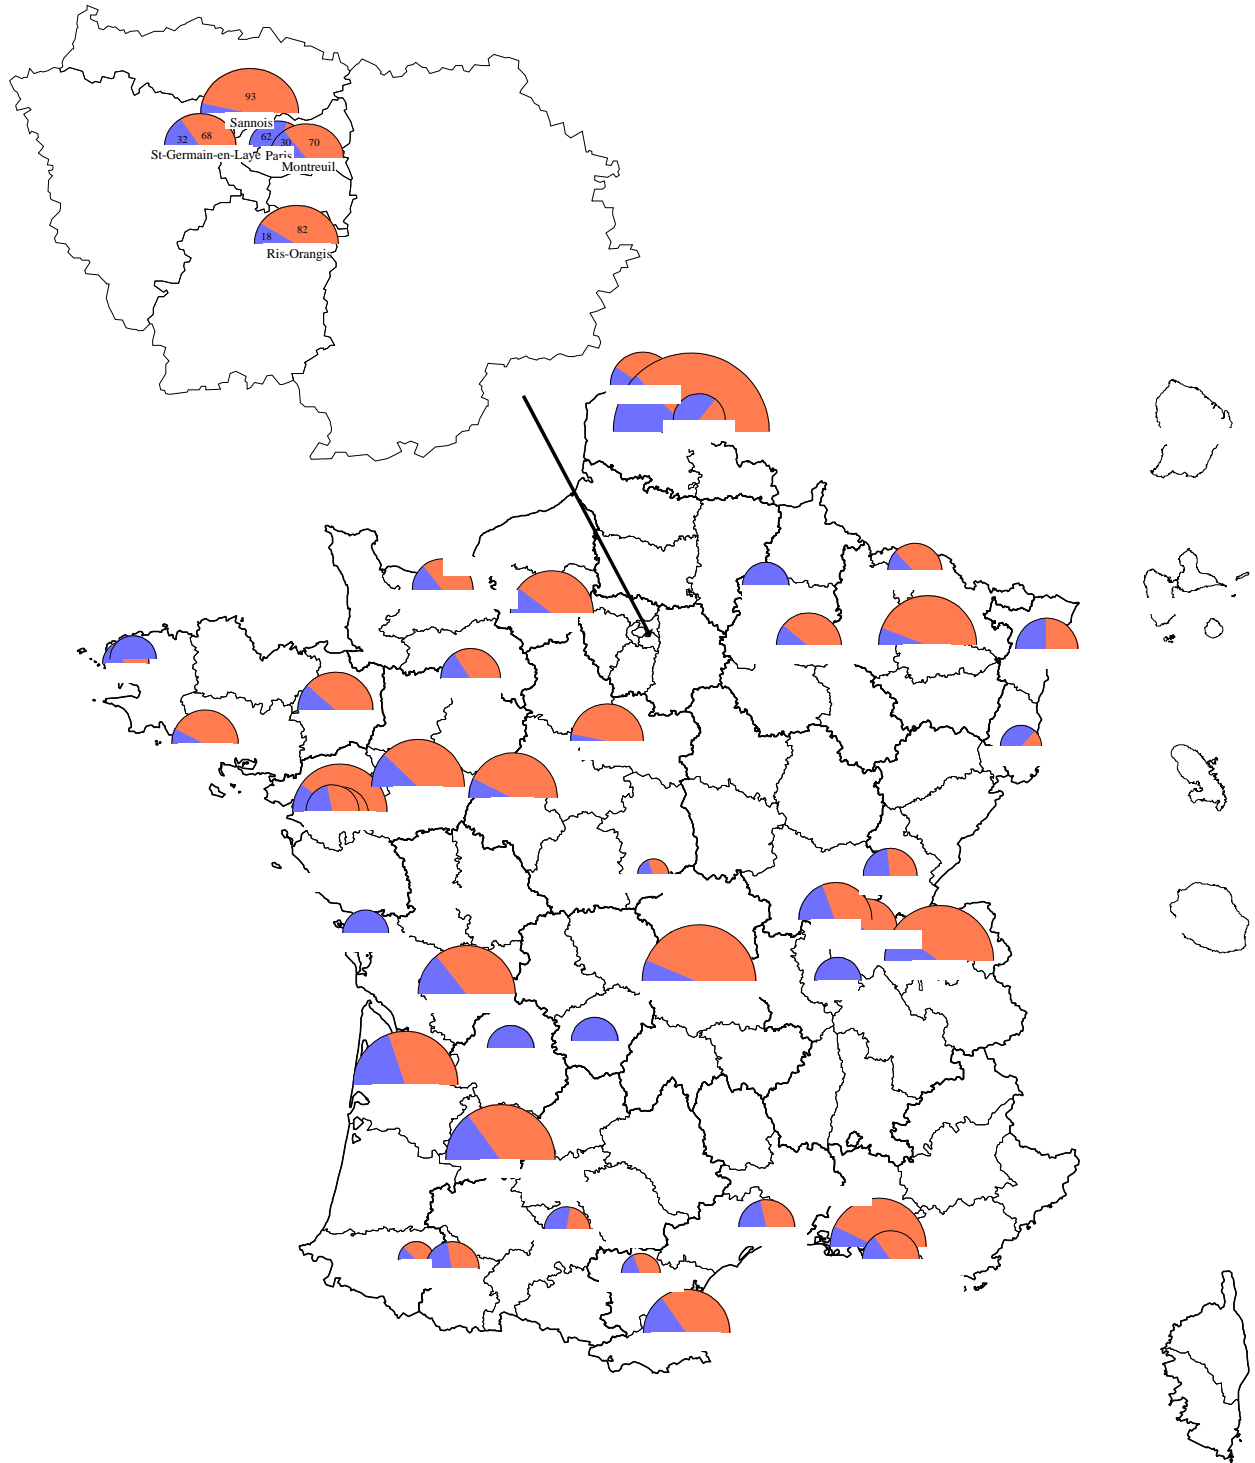 93
Sannois
32 68
62
30 70
St-Germain-en-Laye Paris
Montreuil
18 82
Ris-Orangis